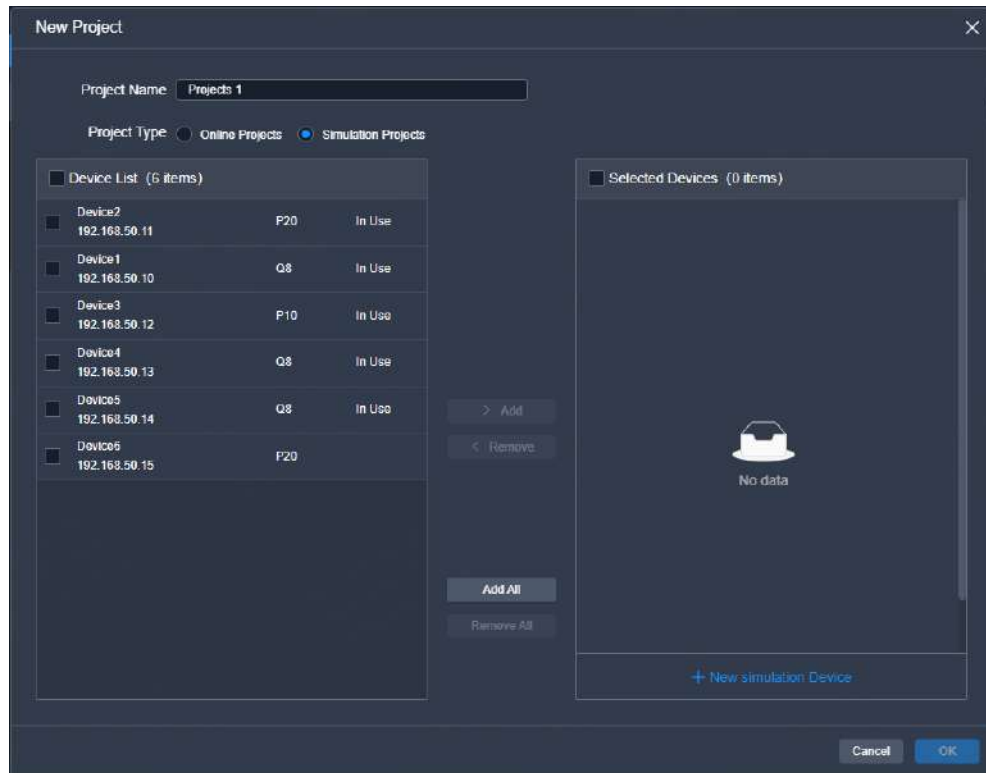 New Project
Project Name Projects 1
Project Type Online Projects Simulation Projects
Device List (6 items)
Selected Devices (0 items)
Device2
192.168.50.11
P20 In Use
Device1
192.168.50.10
Q8 In Use
Device3
192.168.50.12
P10 In Use
Device4
192.168.50.13
Q8 In Use
Device5
192.168.50.14
Q8 In Use
Device6
192.168.50.15
P20
> Add
< Remove
Add All
Remove All
No data
+ New simulation Device
Cancel OK